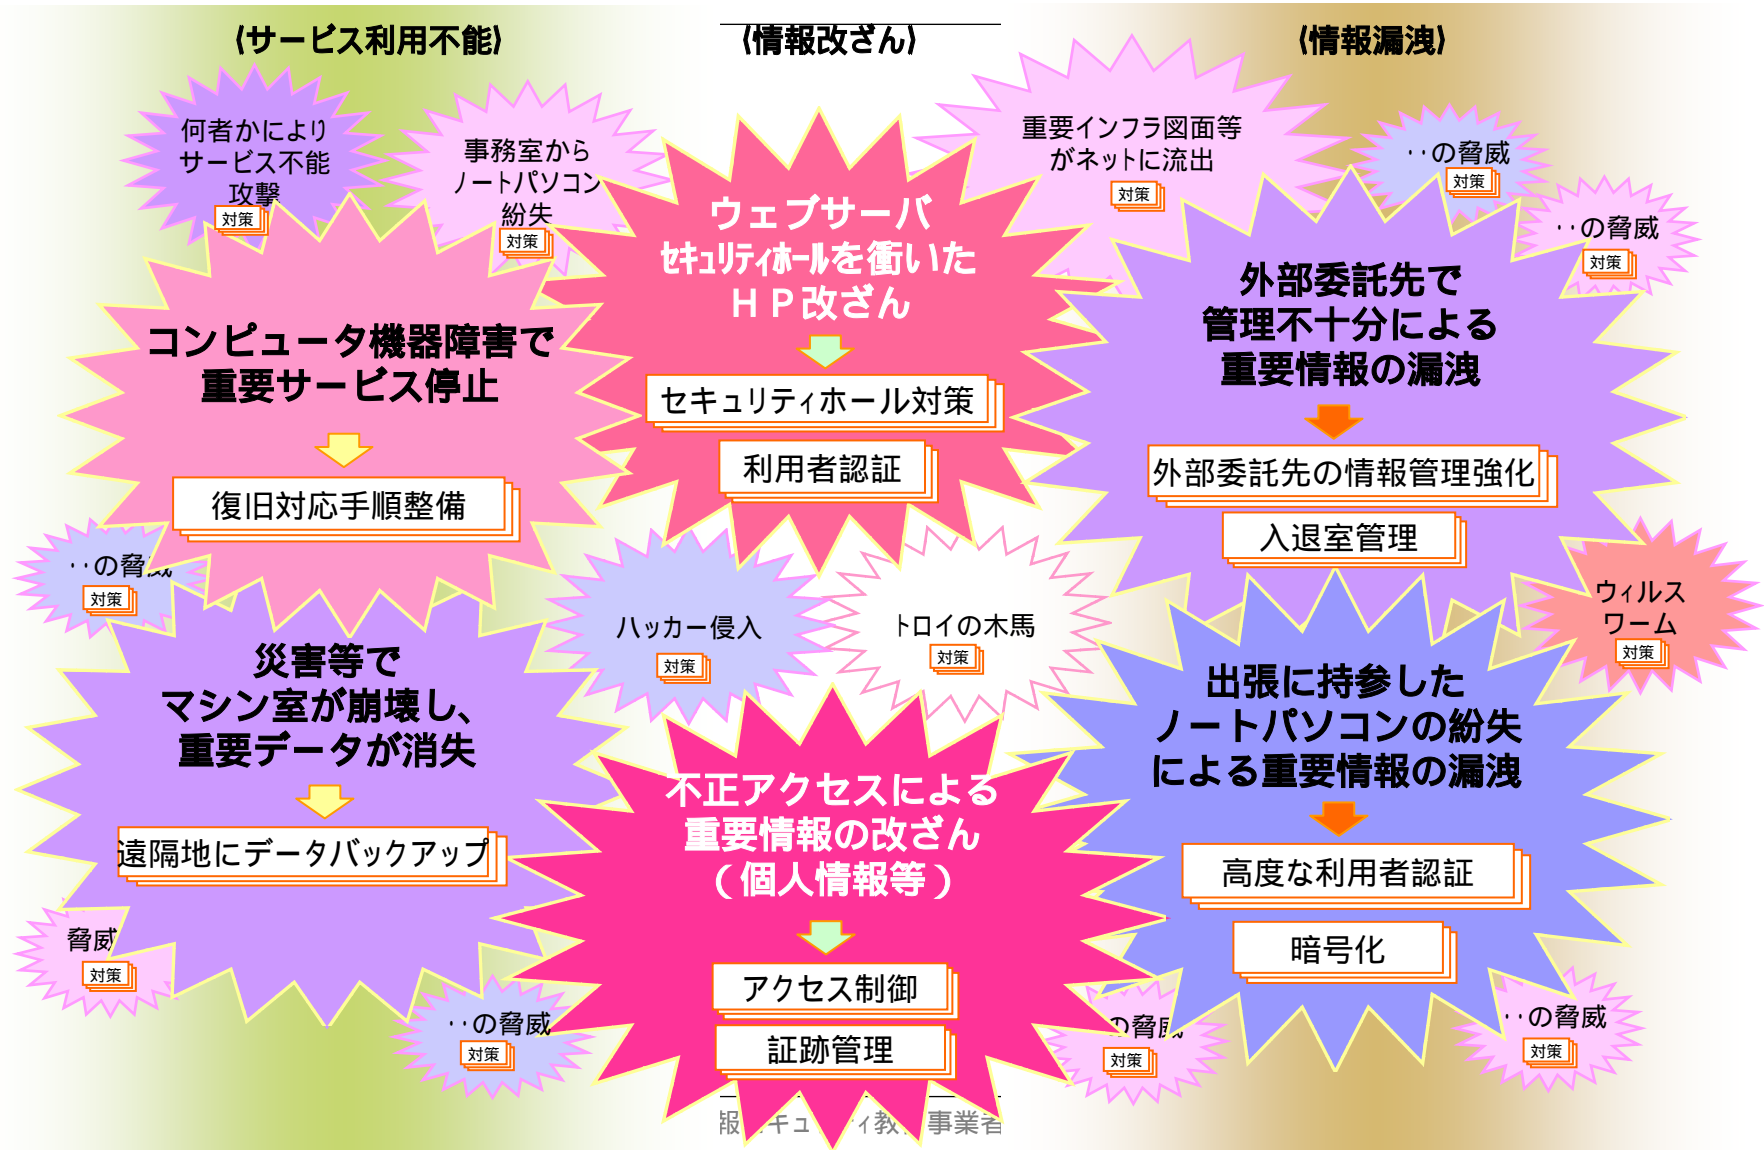 (サービス利用不能)
(情報改ざん)
(情報漏洩)
何者かにより
サービス不能
攻撃
対策
事務室から
ノートパソコン
紛失
対策
ウェブサーバ
セキュリティホールを衝いた
HP改ざん
セキュリティホール対策
利用者認証
重要インフラ図面等
がネットに流出
対策
‥の脅威
対策
‥の脅威
対策
コンピュータ機器障害で
重要サービス停止
復旧対応手順整備
外部委託先で
管理不十分による
重要情報の漏洩
外部委託先の情報管理強化
入退室管理
‥の脅威
対策
ハッカー侵入
対策
トロイの木馬
対策
ウィルス
ワーム
対策
災害等で
マシン室が崩壊し、
重要データが消失
遠隔地にデータバックアップ
不正アクセスによる
重要情報の改ざん
(個人情報等)
アクセス制御
証跡管理
出張に持参した
ノートパソコンの紛失
による重要情報の漏洩
高度な利用者認証
暗号化
脅威
対策
‥の脅威
対策
の脅威
対策
‥の脅威
対策
報 キュ ィ教 事業者